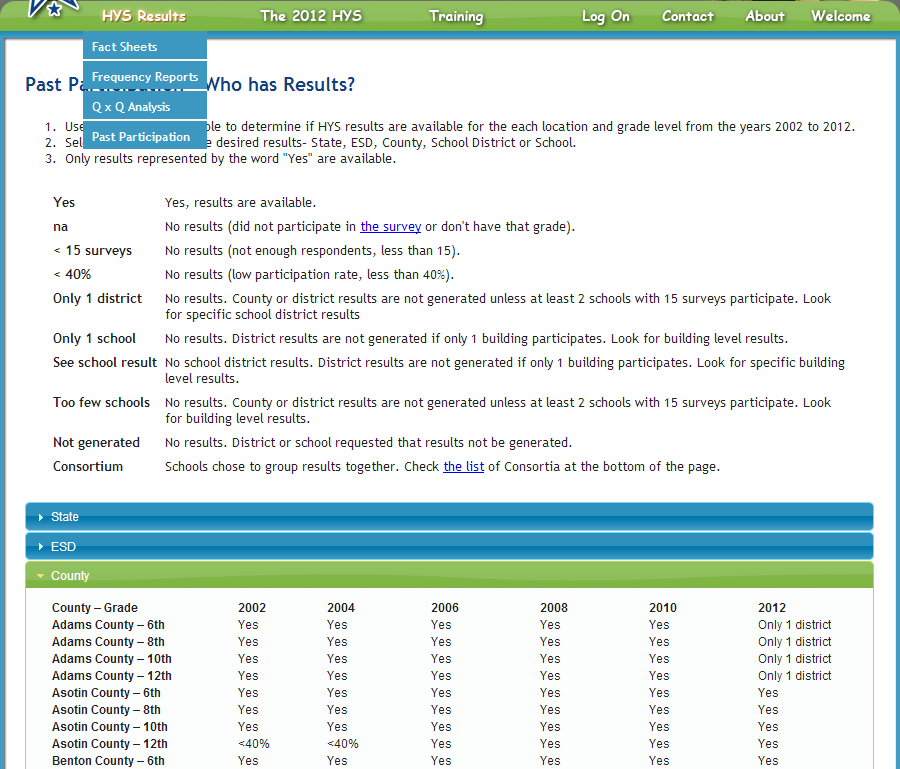 HYS Results The 2012 HYS Training Log On Contact About Welcome
Fact Sheets
Frequency Reports
Q x Q Analysis
Past Participation
Past Who has Results?
1. to determine if HYS results are available for the each location and grade level from the years 2002 to 2012.
2. desired results- State, ESD, County, School District or School.
3. Only results represented by the word "Yes" are available.
Yes Yes, results are available.
na No results (did not participate in the survey or don't have that grade).
< 15 surveys No results (not enough respondents, less than 15).
< 40% No results (low participation rate, less than 40%).
Only 1 district No results. County or district results are not generated unless at least 2 schools with 15 surveys participate. Look
for specific school district results
Only 1 school No results. District results are not generated if only 1 building participates. Look for building level results.
See school result No school district results. District results are not generated if only 1 building participates. Look for specific building
level results.
Too few schools No results. County or district results are not generated unless at least 2 schools with 15 surveys participate. Look
for building level results.
Not generated No results. District or school requested that results not be generated.
Consortium Schools chose to group results together. Check the list of Consortia at the bottom of the page.
State
ESD
County
County – Grade 2002 2004 2006 2008 2010 2012
Adams County – 6th Yes Yes Yes Yes Yes Only 1 district
Adams County – 8th Yes Yes Yes Yes Yes Only 1 district
Adams County – 10th Yes Yes Yes Yes Yes Only 1 district
Adams County – 12th Yes Yes Yes Yes Yes Only 1 district
Asotin County – 6th Yes Yes Yes Yes Yes Yes
Asotin County – 8th Yes Yes Yes Yes Yes Yes
Asotin County – 10th Yes Yes Yes Yes Yes Yes
Asotin County – 12th <40% <40% Yes Yes Yes Yes
Benton County – 6th Yes Yes Yes Yes Yes Yes